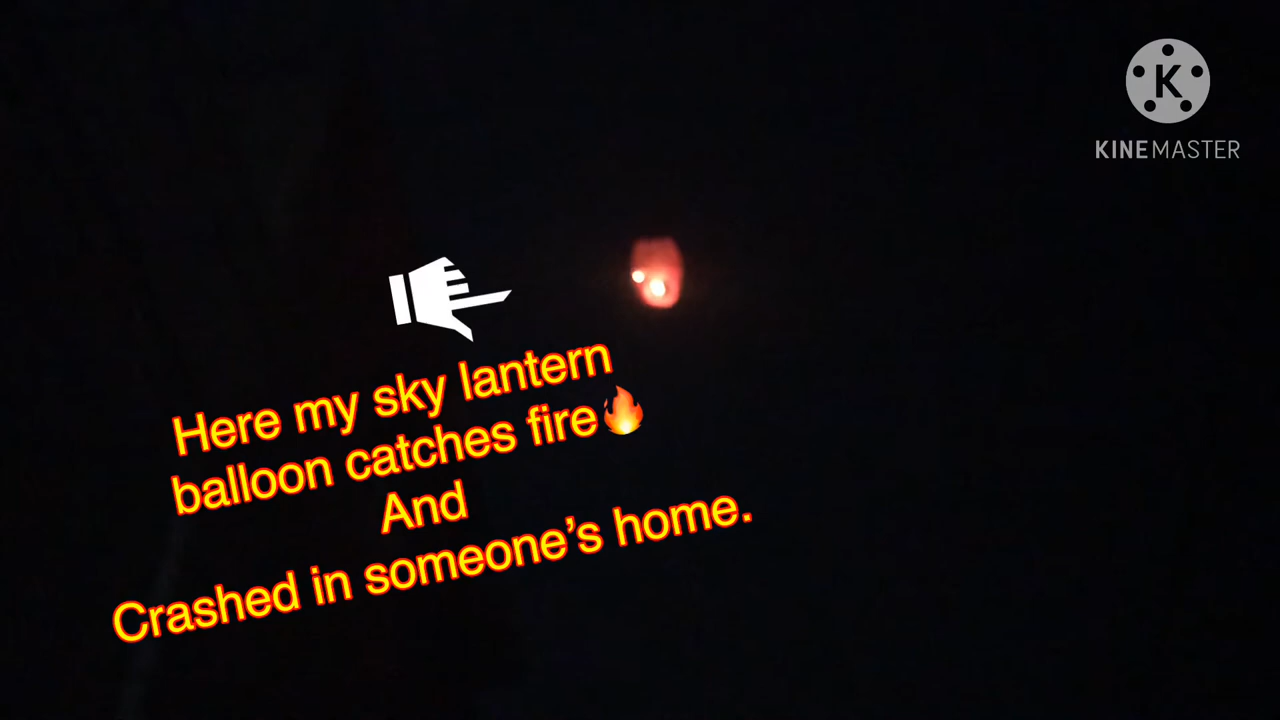 K
KINEMASTER
Here my sky lantern
balloon catches fire🔥
And
Crashed in someone’s home.